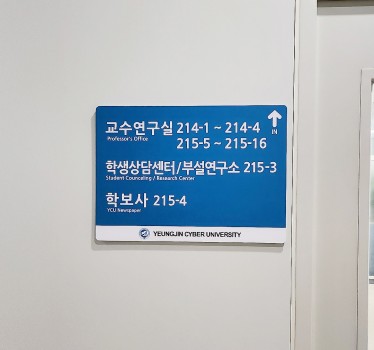 교수연구실 214-1 ~ 214-4
Professor's Office 215-5 ~ 215-16
IN
학생상담센터/부설연구소 215-3
Student Counceling / Research Center
학보사 215-4
YCU Newspaper
YEUNGJIN CYBER UNIVERSITY